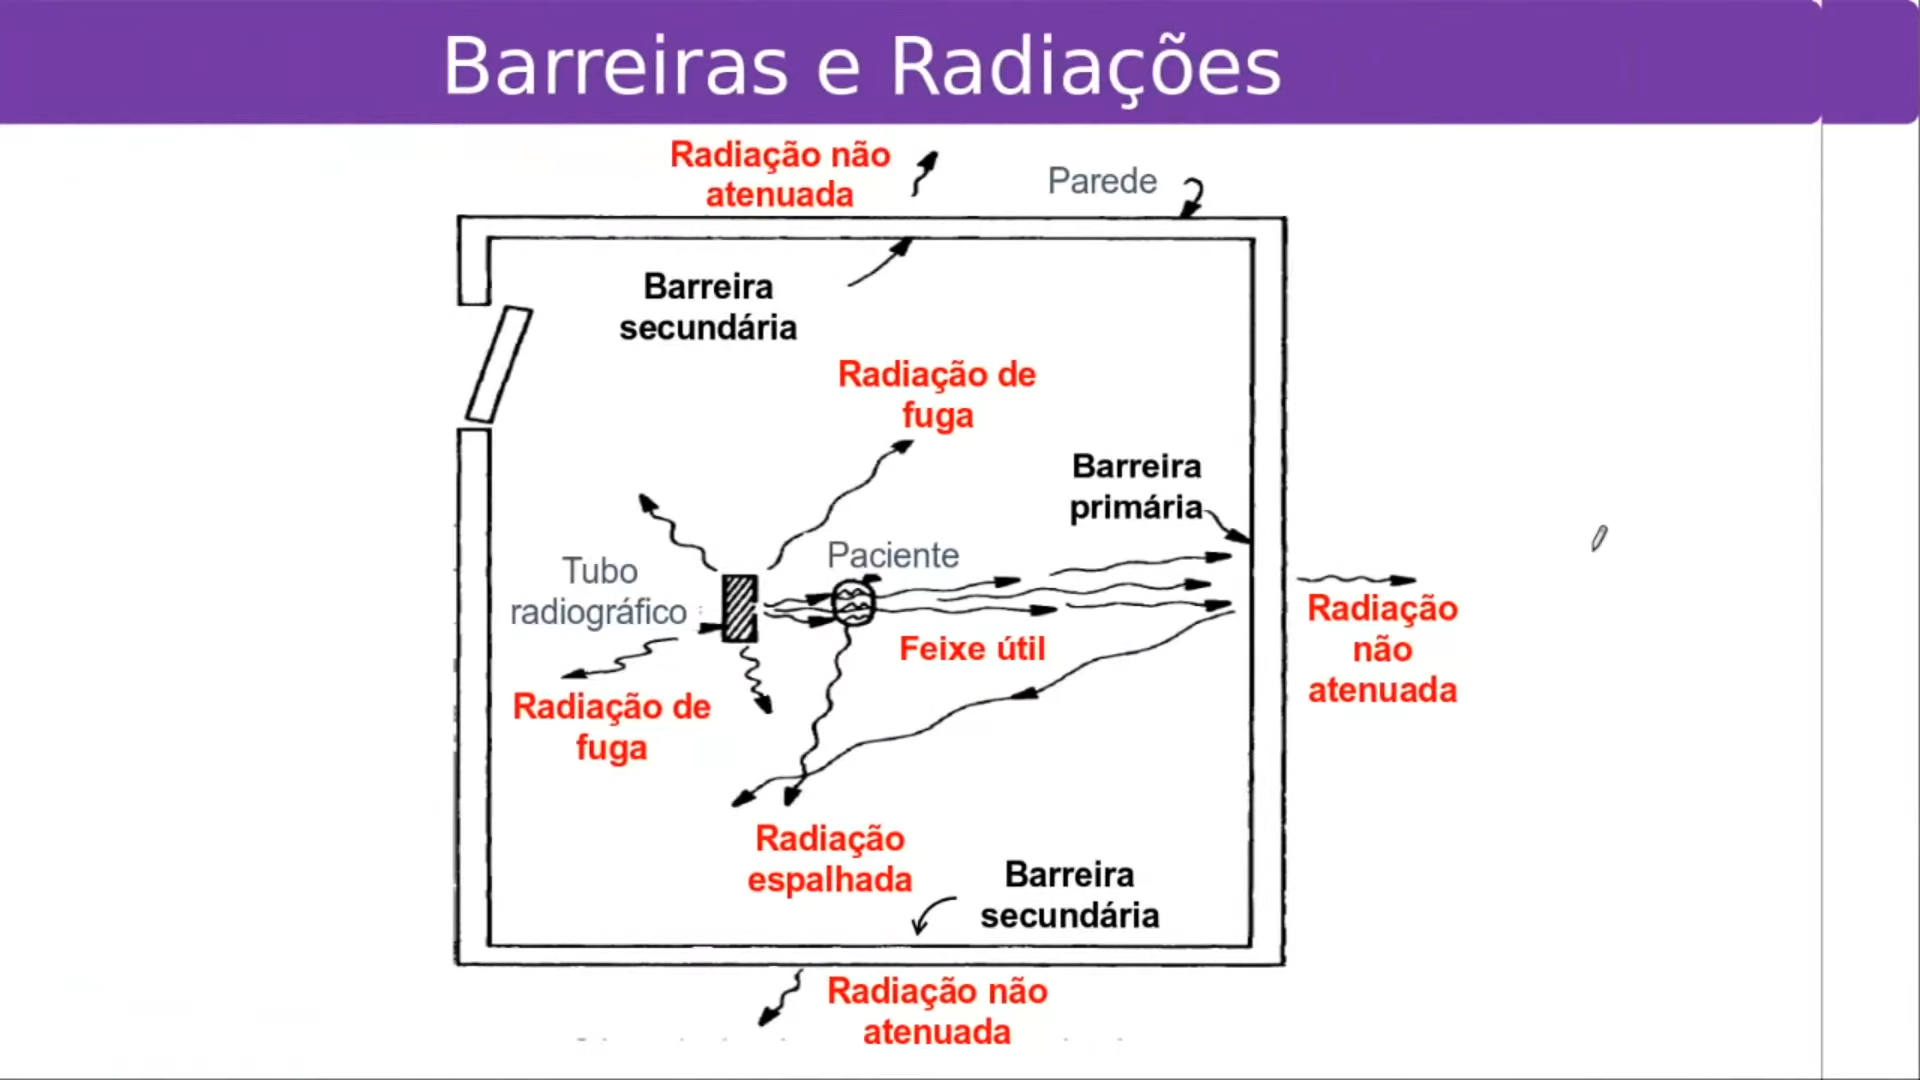 Barreiras e Radiações
Radiação não
atenuada
Parede
Barreira
secundária
Radiação de
fuga
Barreira
primária
Paciente
Tubo
radiográfico
Feixe útil
Radiação
não
atenuada
Radiação de
fuga
Radiação
espalhada
Barreira
secundária
Radiação não
atenuada